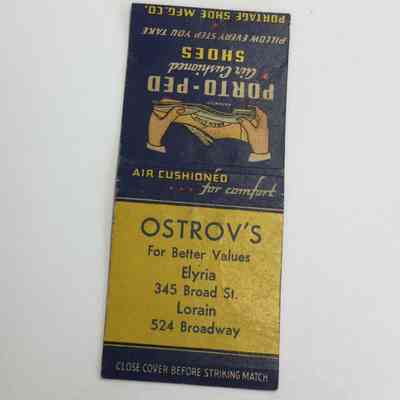 PORTO-PED
Air Cushioned
SHOES
PILLOW EVERY STEP YOU TAKE
PORTAGE SHOE MFG. CO.
AIR CUSHIONED
... for comfort
OSTROV'S
For Better Values
Elyria
345 Broad St.
Lorain
524 Broadway
CLOSE COVER BEFORE STRIKING MATCH